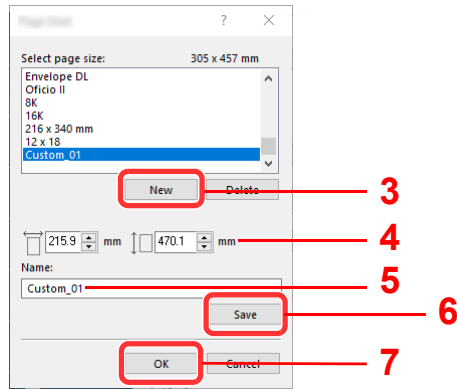 Page Sizes ? ×
Select page size: 305 x 457 mm
Envelope DL
Oficio II
8K
16K
216 x 340 mm
12 x 18
Custom_01
New Delete 3
215.9 mm 470.1 mm 4
Name:
Custom_01 5
Save 6
OK Cancel 7